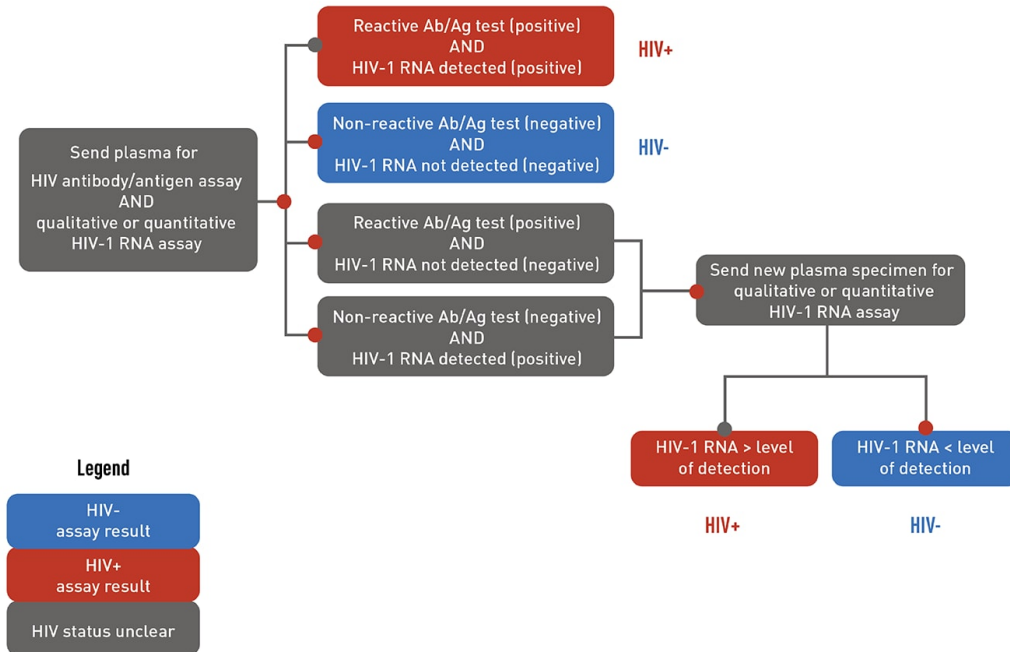 Send plasma for
HIV antibody/antigen assay
AND
qualitative or quantitative
HIV-1 RNA assay
Reactive Ab/Ag test (positive)
AND
HIV-1 RNA detected (positive)
HIV+
Non-reactive Ab/Ag test (negative)
AND
HIV-1 RNA not detected (negative)
HIV-
Reactive Ab/Ag test (positive)
AND
HIV-1 RNA not detected (negative)
Non-reactive Ab/Ag test (negative)
AND
HIV-1 RNA detected (positive)
Send new plasma specimen for
qualitative or quantitative
HIV-1 RNA assay
HIV-1 RNA > level
of detection
HIV+
HIV-1 RNA < level
of detection
HIV-
Legend
HIV-
assay result
HIV+
assay result
HIV status unclear